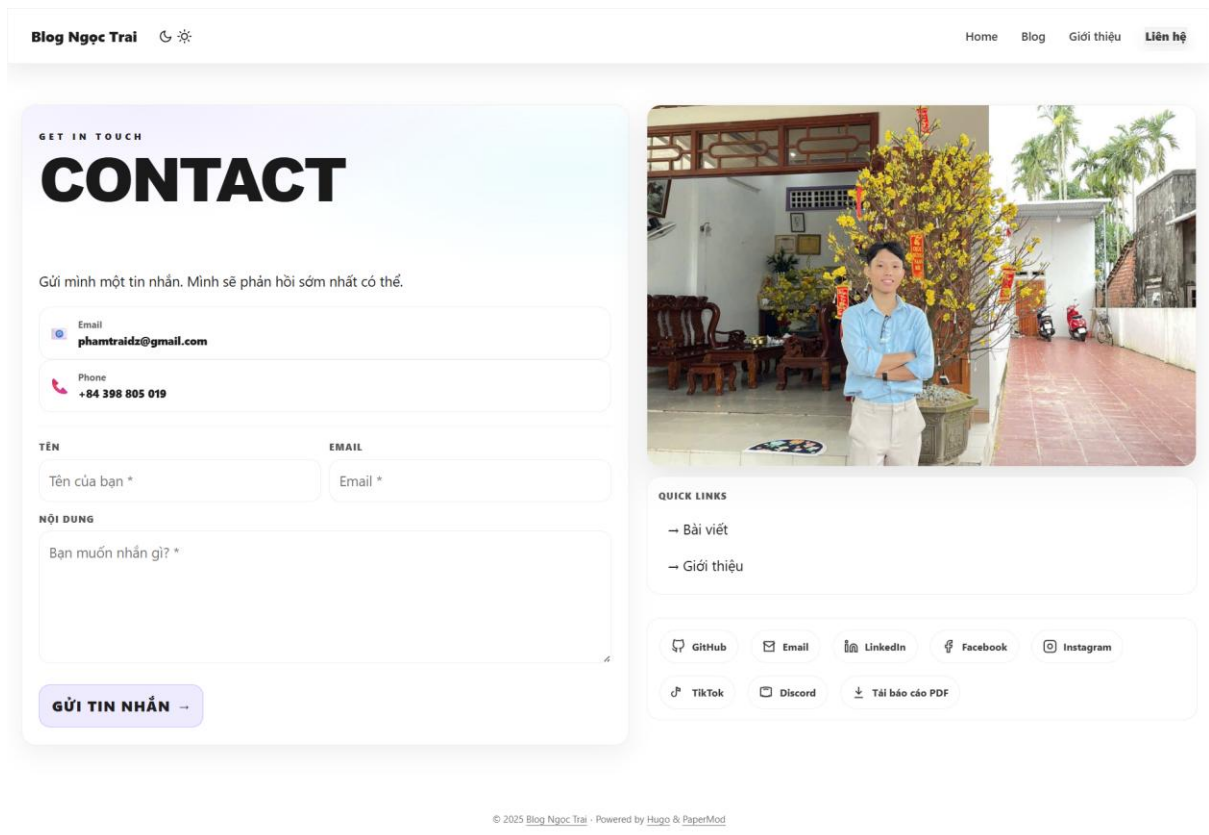 Blog Ngọc Trai
Home Blog Giới thiệu Liên hệ
GET IN TOUCH
CONTACT
Gửi mình một tin nhắn. Mình sẽ phản hồi sớm nhất có thể.
Email
phamtraidz@gmail.com
Phone
+84 398 805 019
TÊN EMAIL
Tên của bạn * Email *
NỘI DUNG
Bạn muốn nhắn gì? *
GỬI TIN NHẮN →
QUICK LINKS
→ Bài viết
→ Giới thiệu
GitHub Email LinkedIn Facebook Instagram
TikTok Discord Tải báo cáo PDF
© 2025 Blog Ngọc Trai · Powered by Hugo & PaperMod